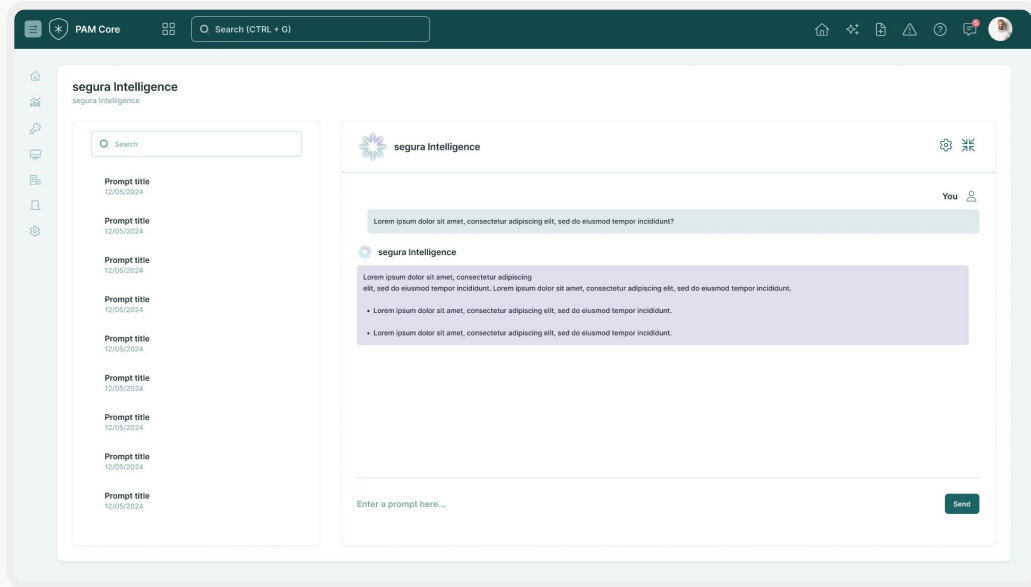 PAM Core
Search (CTRL + G)
segura Intelligence
segura Intelligence
Search
Prompt title
12/05/2024
Prompt title
12/05/2024
Prompt title
12/05/2024
Prompt title
12/05/2024
Prompt title
12/05/2024
Prompt title
12/05/2024
Prompt title
12/05/2024
Prompt title
12/05/2024
Prompt title
12/05/2024
segura Intelligence
You
Lorem ipsum dolor sit amet, consectetur adipiscing elit, sed do eiusmod tempor incididunt?
segura Intelligence
Lorem ipsum dolor sit amet, consectetur adipiscing
elit, sed do eiusmod tempor incididunt. Lorem ipsum dolor sit amet, consectetur adipiscing elit, sed do eiusmod tempor incididunt.
• Lorem ipsum dolor sit amet, consectetur adipiscing elit, sed do eiusmod tempor incididunt.
• Lorem ipsum dolor sit amet, consectetur adipiscing elit, sed do eiusmod tempor incididunt.
Enter a prompt here...
Send